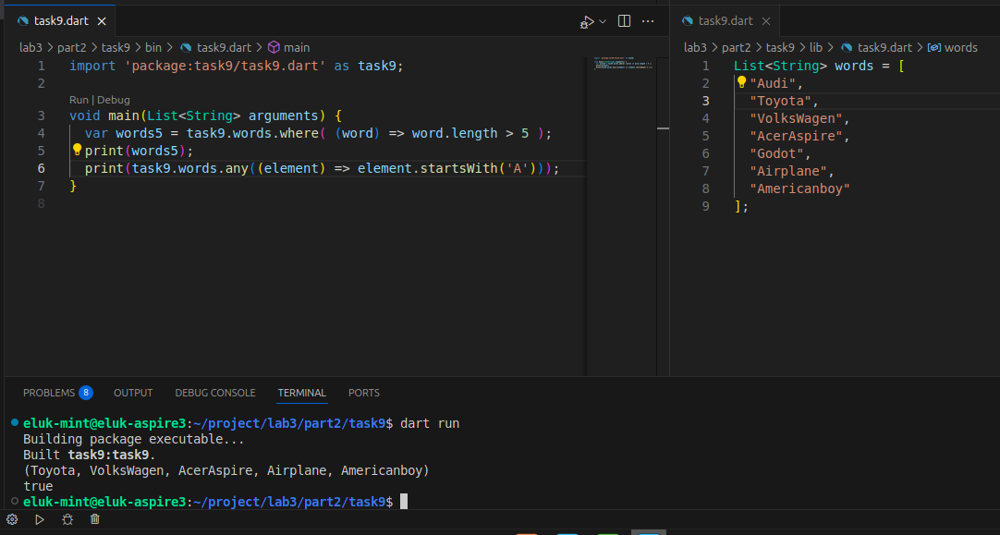 task9.dart
lab3 > part2 > task9 > bin > task9.dart > main
1 import 'package:task9/task9.dart' as task9;
2
Run | Debug
3 void main(List<String> arguments) {
4   var words5 = task9.words.where( (word) => word.length > 5 );
5   print(words5);
6   print(task9.words.any((element) => element.startsWith('A')));
7 }
8
task9.dart
lab3 > part2 > task9 > lib > task9.dart > words
1 List<String> words = [
2   "Audi",
3   "Toyota",
4   "VolksWagen",
5   "AcerAspire",
6   "Godot",
7   "Airplane",
8   "Americanboy"
9 ];
PROBLEMS 8 OUTPUT DEBUG CONSOLE TERMINAL PORTS
eluk-mint@eluk-aspire3:~/project/lab3/part2/task9$ dart run
Building package executable...
Built task9:task9.
(Toyota, VolksWagen, AcerAspire, Airplane, Americanboy)
true
eluk-mint@eluk-aspire3:~/project/lab3/part2/task9$